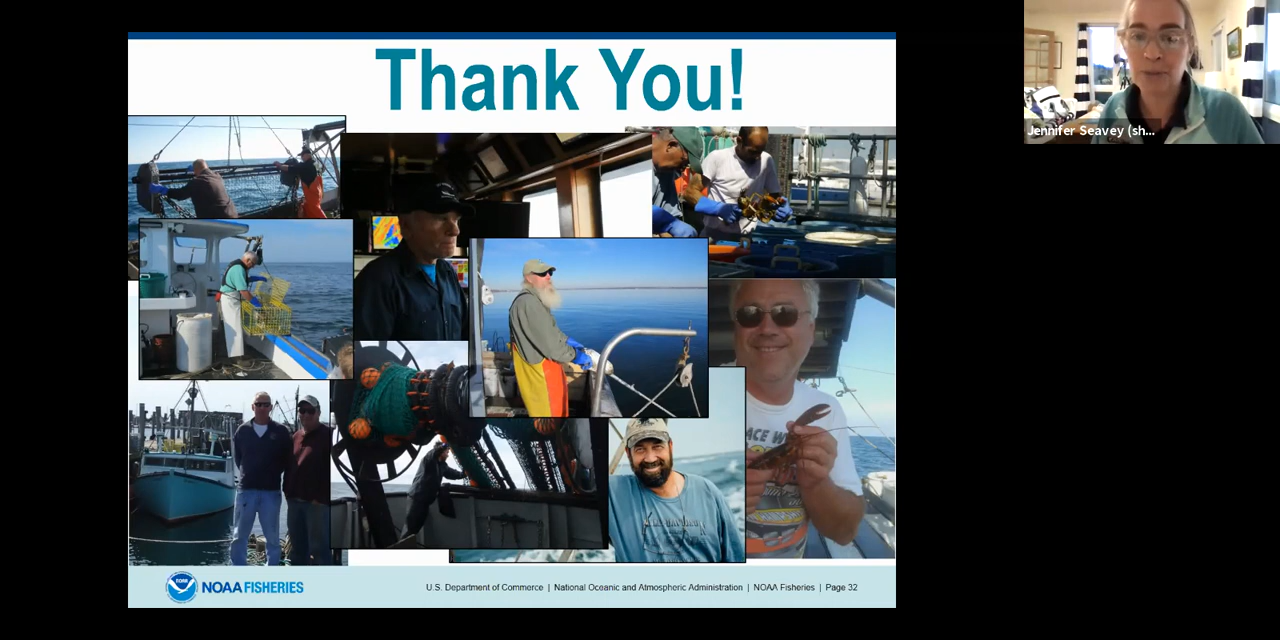 Thank You!
Jennifer Seavey (sh...
NOAA FISHERIES
U.S. Department of Commerce | National Oceanic and Atmospheric Administration | NOAA Fisheries | Page 32